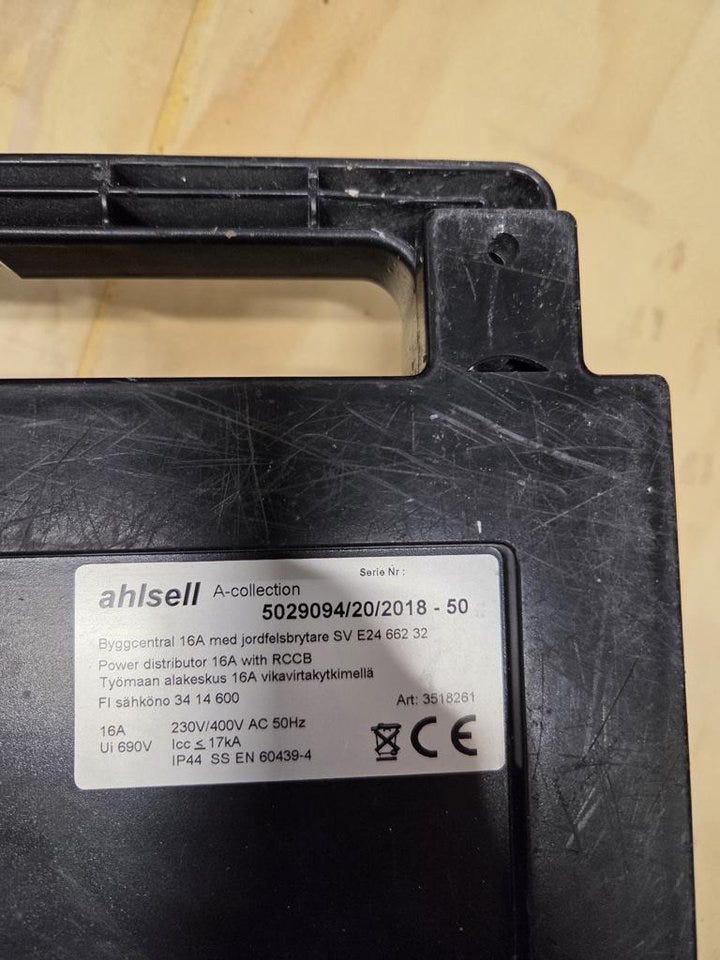 ahlsell A-collection
Serie Nr :
5029094/20/2018 - 50
Byggcentral 16A med jordfelsbrytare SV E24 662 32
Power distributor 16A with RCCB
Työmaan alakeskus 16A vikavirtakytkimellä
FI sähköno 34 14 600
Art: 3518261
16A 230V/400V AC 50Hz
Ui 690V Icc ≤ 17kA
IP44 SS EN 60439-4
CE